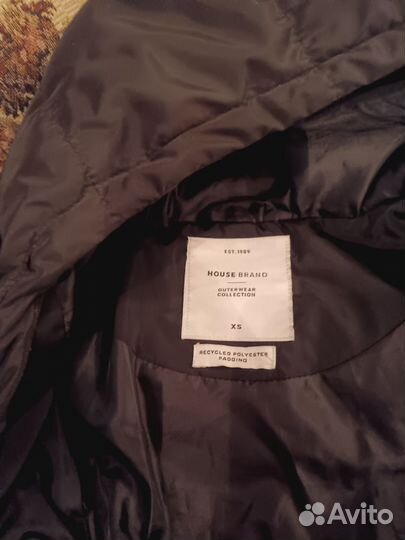 EST. 1989
HOUSE BRAND
OUTERWEAR
COLLECTION
XS
RECYCLED POLYESTER
PADDING
Avito